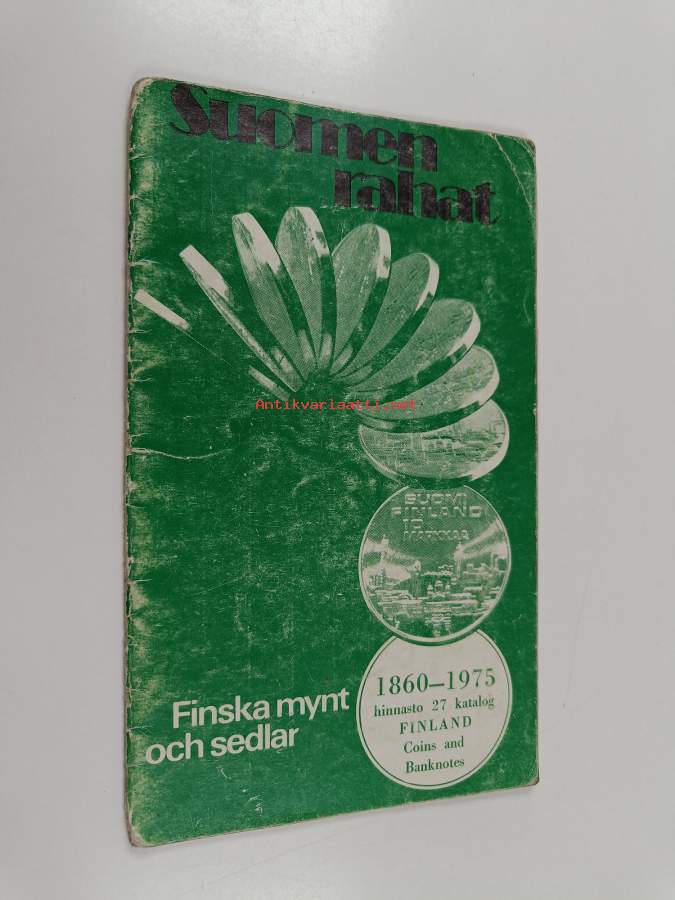 Suomen
rahat
Antikvariaatti.net
SUOMI
FINLAND
10
MARKKAA
Finska mynt
och sedlar
1860–1975
hinnasto 27 katalog
FINLAND
Coins and
Banknotes